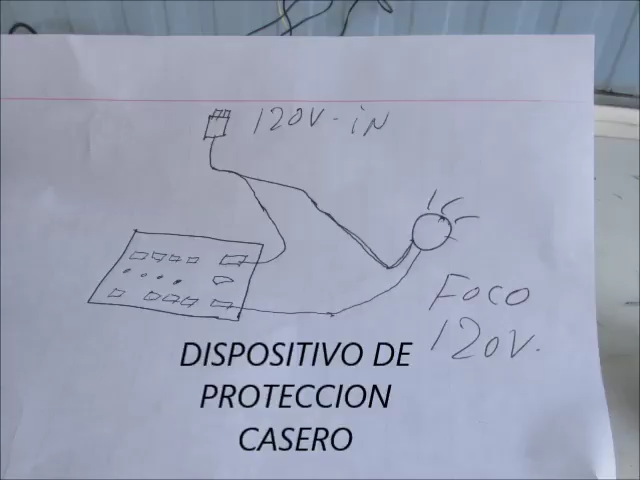 120V-iN
FOCO
120V.
DISPOSITIVO DE
PROTECCION
CASERO